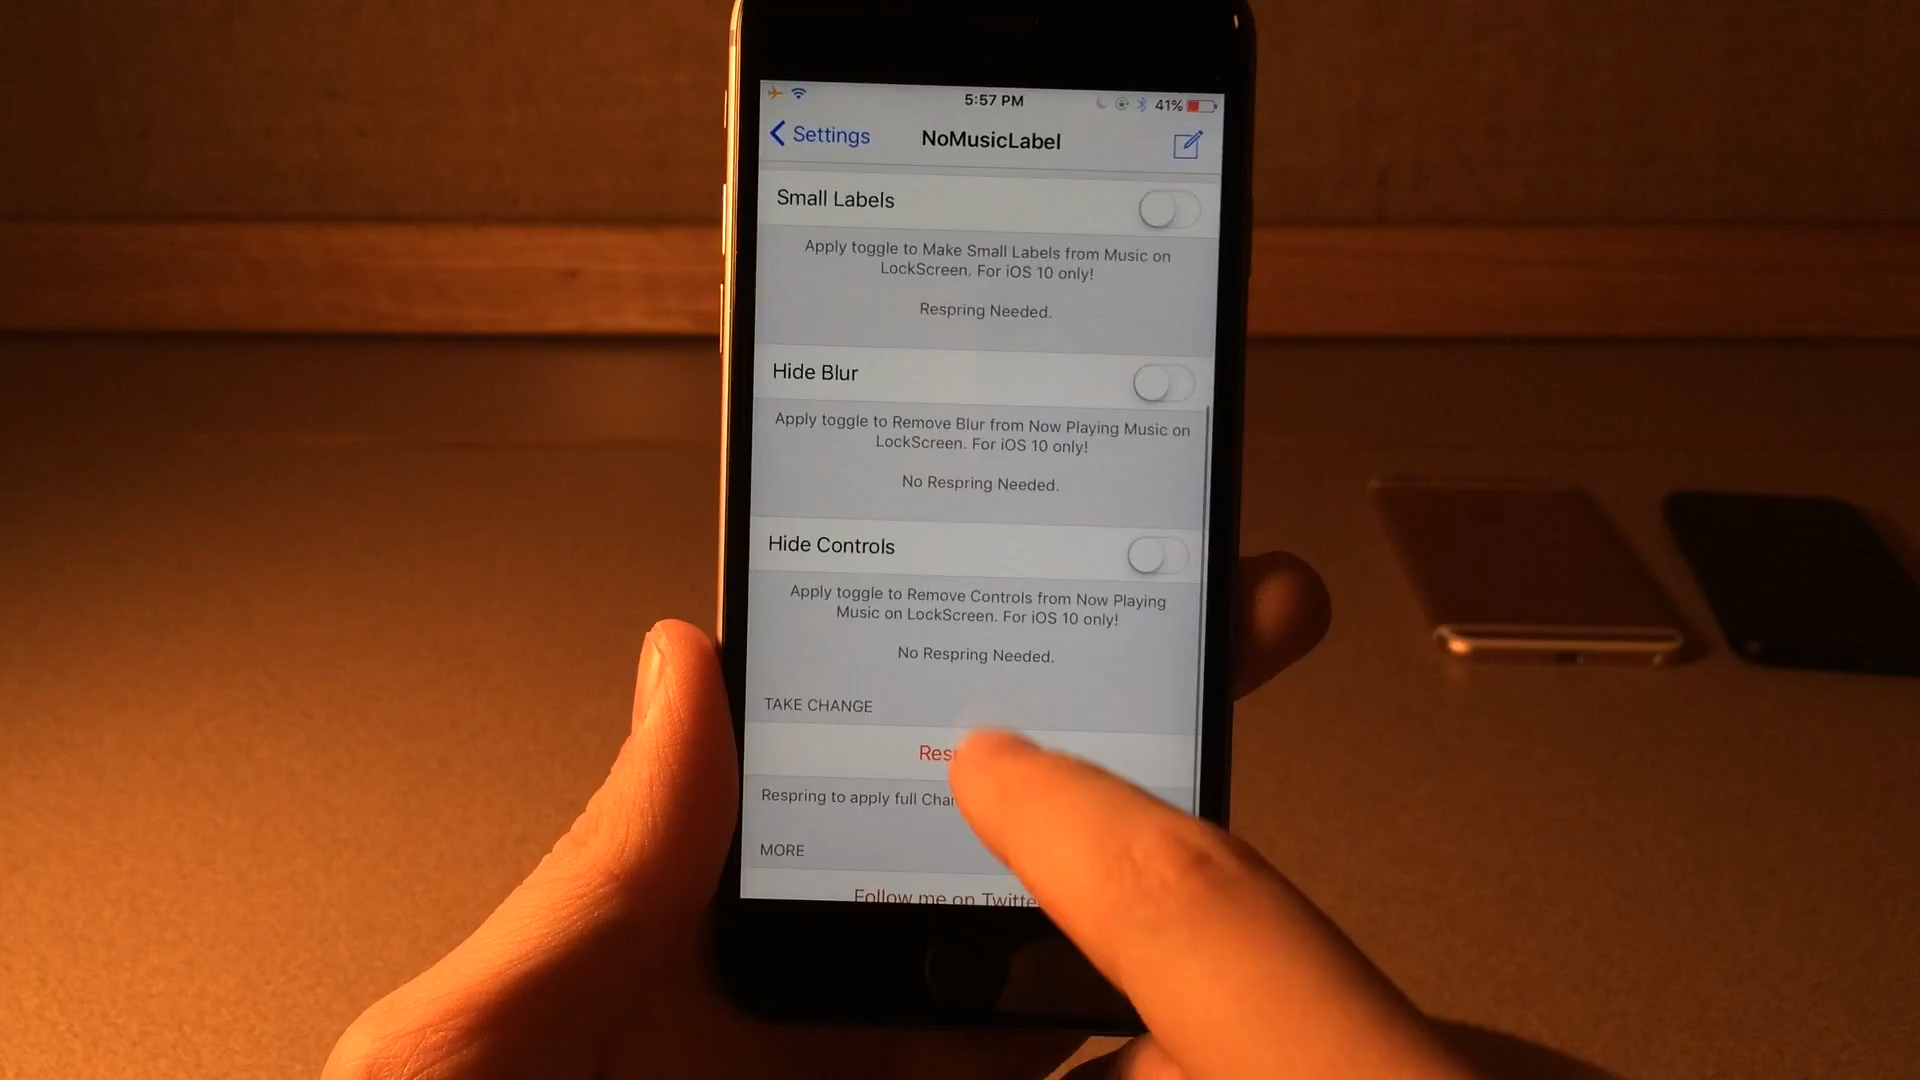 5:57 PM
41%
Settings
NoMusicLabel
Small Labels
Apply toggle to Make Small Labels from Music on
LockScreen. For iOS 10 only!
Respring Needed.
Hide Blur
Apply toggle to Remove Blur from Now Playing Music on
LockScreen. For iOS 10 only!
No Respring Needed.
Hide Controls
Apply toggle to Remove Controls from Now Playing
Music on LockScreen. For iOS 10 only!
No Respring Needed.
TAKE CHANGE
Respring to apply full
MORE
Follow me on